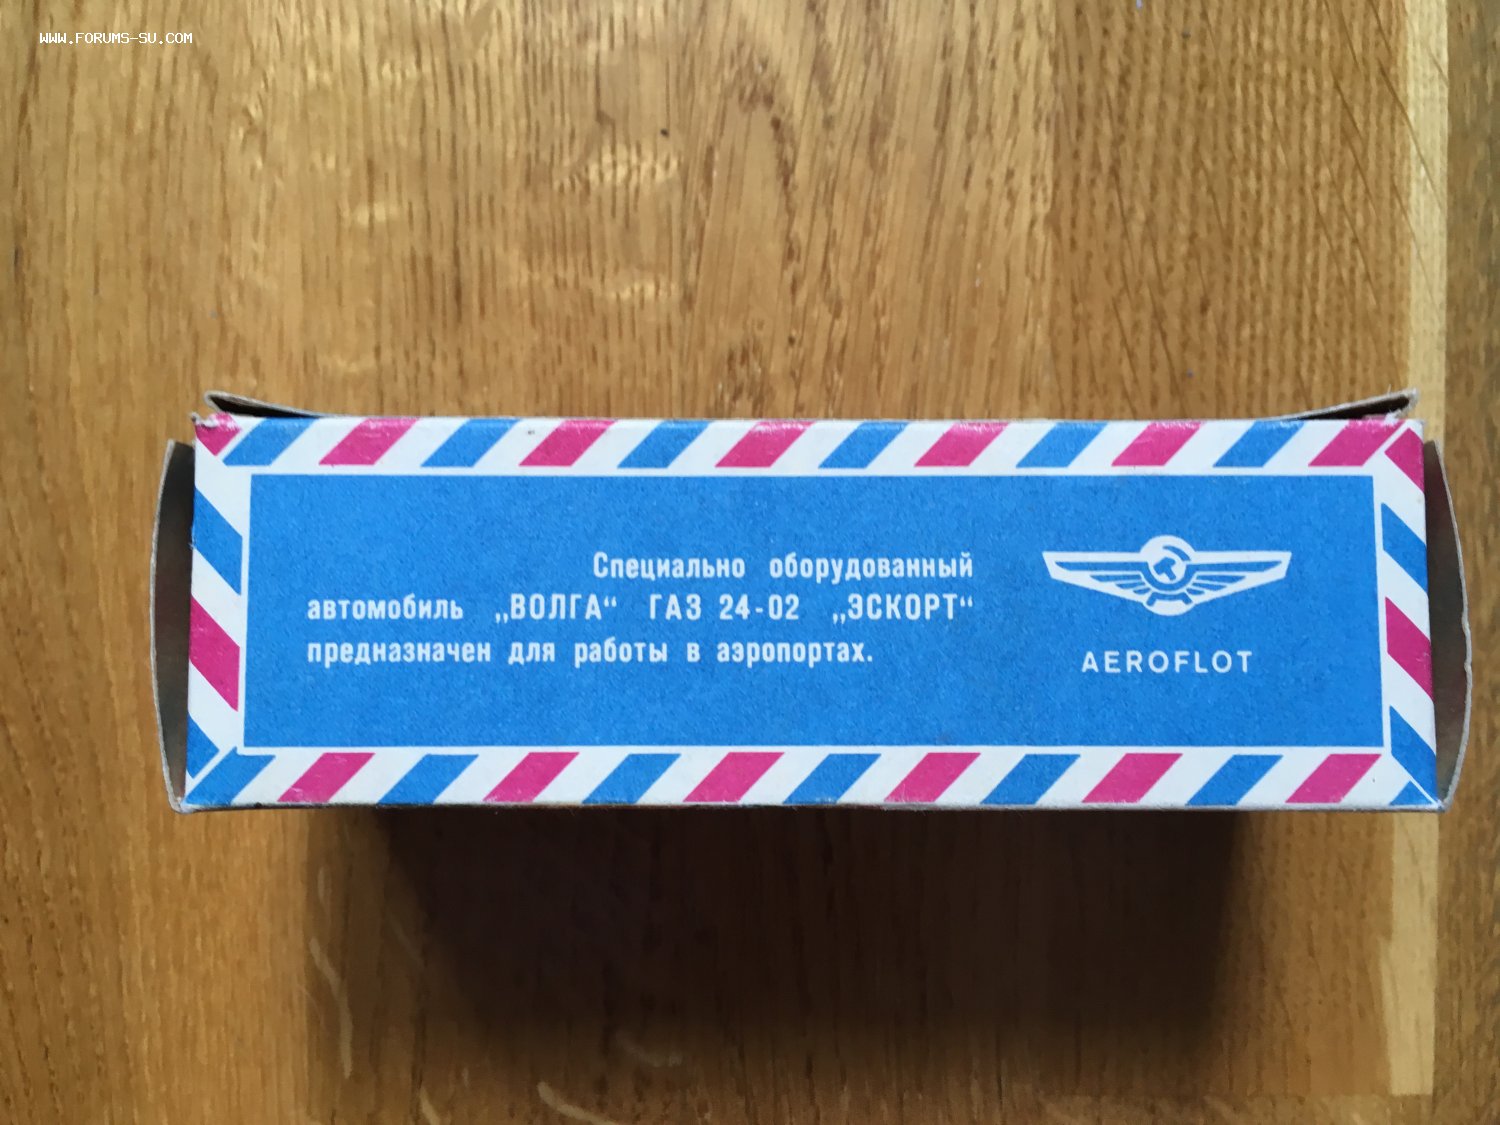 WWW.FORUMS-SU.COM
Специально оборудованный
автомобиль „ВОЛГА“ ГАЗ 24-02 „ЭСКОРТ“
предназначен для работы в аэропортах.
AEROFLOT